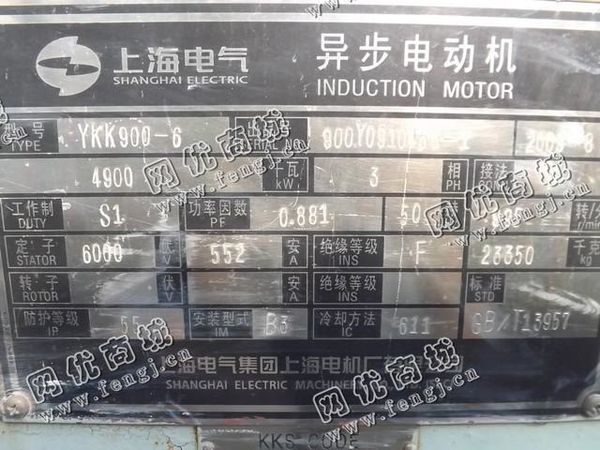 上海电气 异步电动机
SHANGHAI ELECTRIC INDUCTION MOTOR
型号 TYPE YKK900-6 SERIAL NO
4900 千瓦 kW 3 相 PH 接法
工作制 DUTY S1 功率因数 PF 0.881 50 转/分 r/min
定子 STATOR 6000 伏 V 552 安 A 绝缘等级 INS F 23350 千克 kg
转子 ROTOR 伏 V 安 A 绝缘等级 INS 标准 STD
防护等级 IP 55 安装型式 IM B3 冷却方法 IC 611 GB/T13957
上海电气集团上海电机厂有限公司
SHANGHAI ELECTRIC
KKS CODE
网优商城
www.fengj.cn
网优商城
www.fengj.cn
网优商城
www.fengj.cn
网优商城
www.fengj.cn